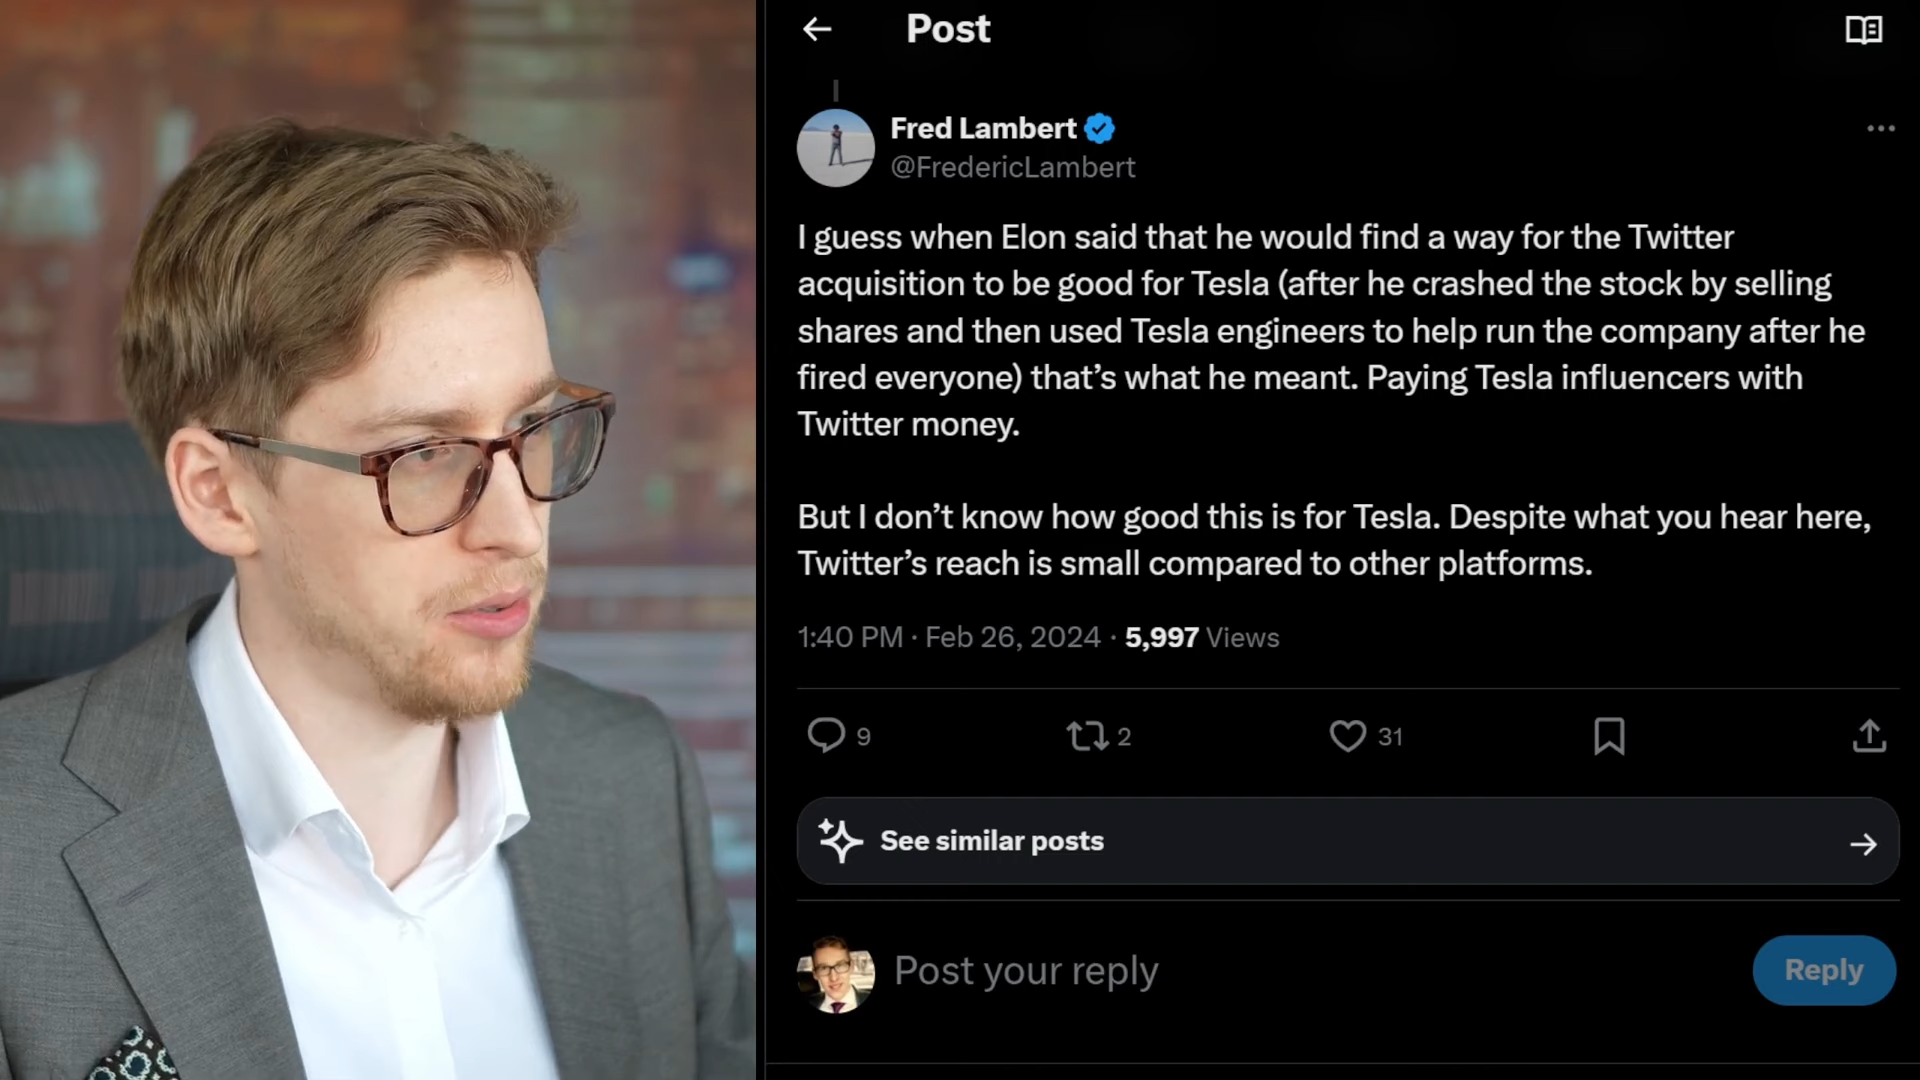 Post
Fred Lambert
@FredericLambert
I guess when Elon said that he would find a way for the Twitter
acquisition to be good for Tesla (after he crashed the stock by selling
shares and then used Tesla engineers to help run the company after he
fired everyone) that’s what he meant. Paying Tesla influencers with
Twitter money.
But I don’t know how good this is for Tesla. Despite what you hear here,
Twitter’s reach is small compared to other platforms.
1:40 PM · Feb 26, 2024 · 5,997 Views
9 2 31
See similar posts
Post your reply
Reply